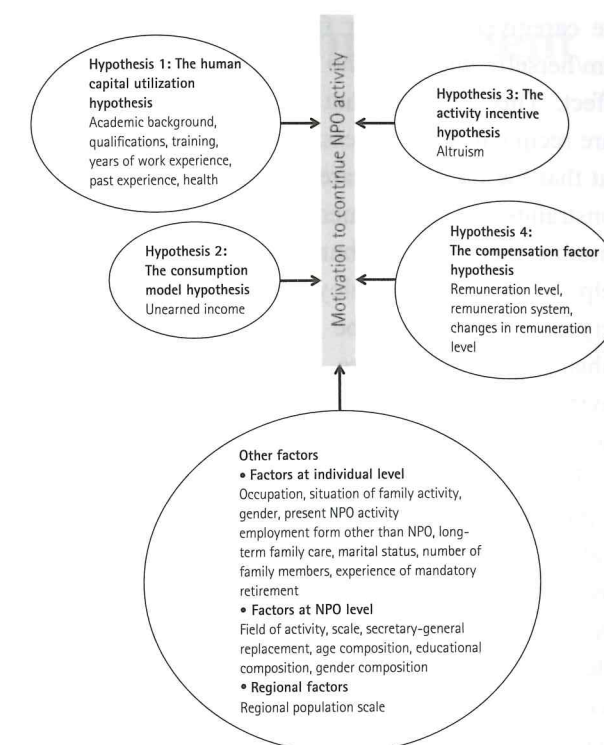 Hypothesis 1: The human
capital utilization
hypothesis
Academic background,
qualifications, training,
years of work experience,
past experience, health
Hypothesis 2:
The consumption
model hypothesis
Unearned income
Motivation to continue NPO activity
Hypothesis 3: The
activity incentive
hypothesis
Altruism
Hypothesis 4:
The compensation factor
hypothesis
Remuneration level,
remuneration system,
changes in remuneration
level
Other factors
• Factors at individual level
Occupation, situation of family activity,
gender, present NPO activity
employment form other than NPO, long-
term family care, marital status, number of
family members, experience of mandatory
retirement
• Factors at NPO level
Field of activity, scale, secretary-general
replacement, age composition, educational
composition, gender composition
• Regional factors
Regional population scale